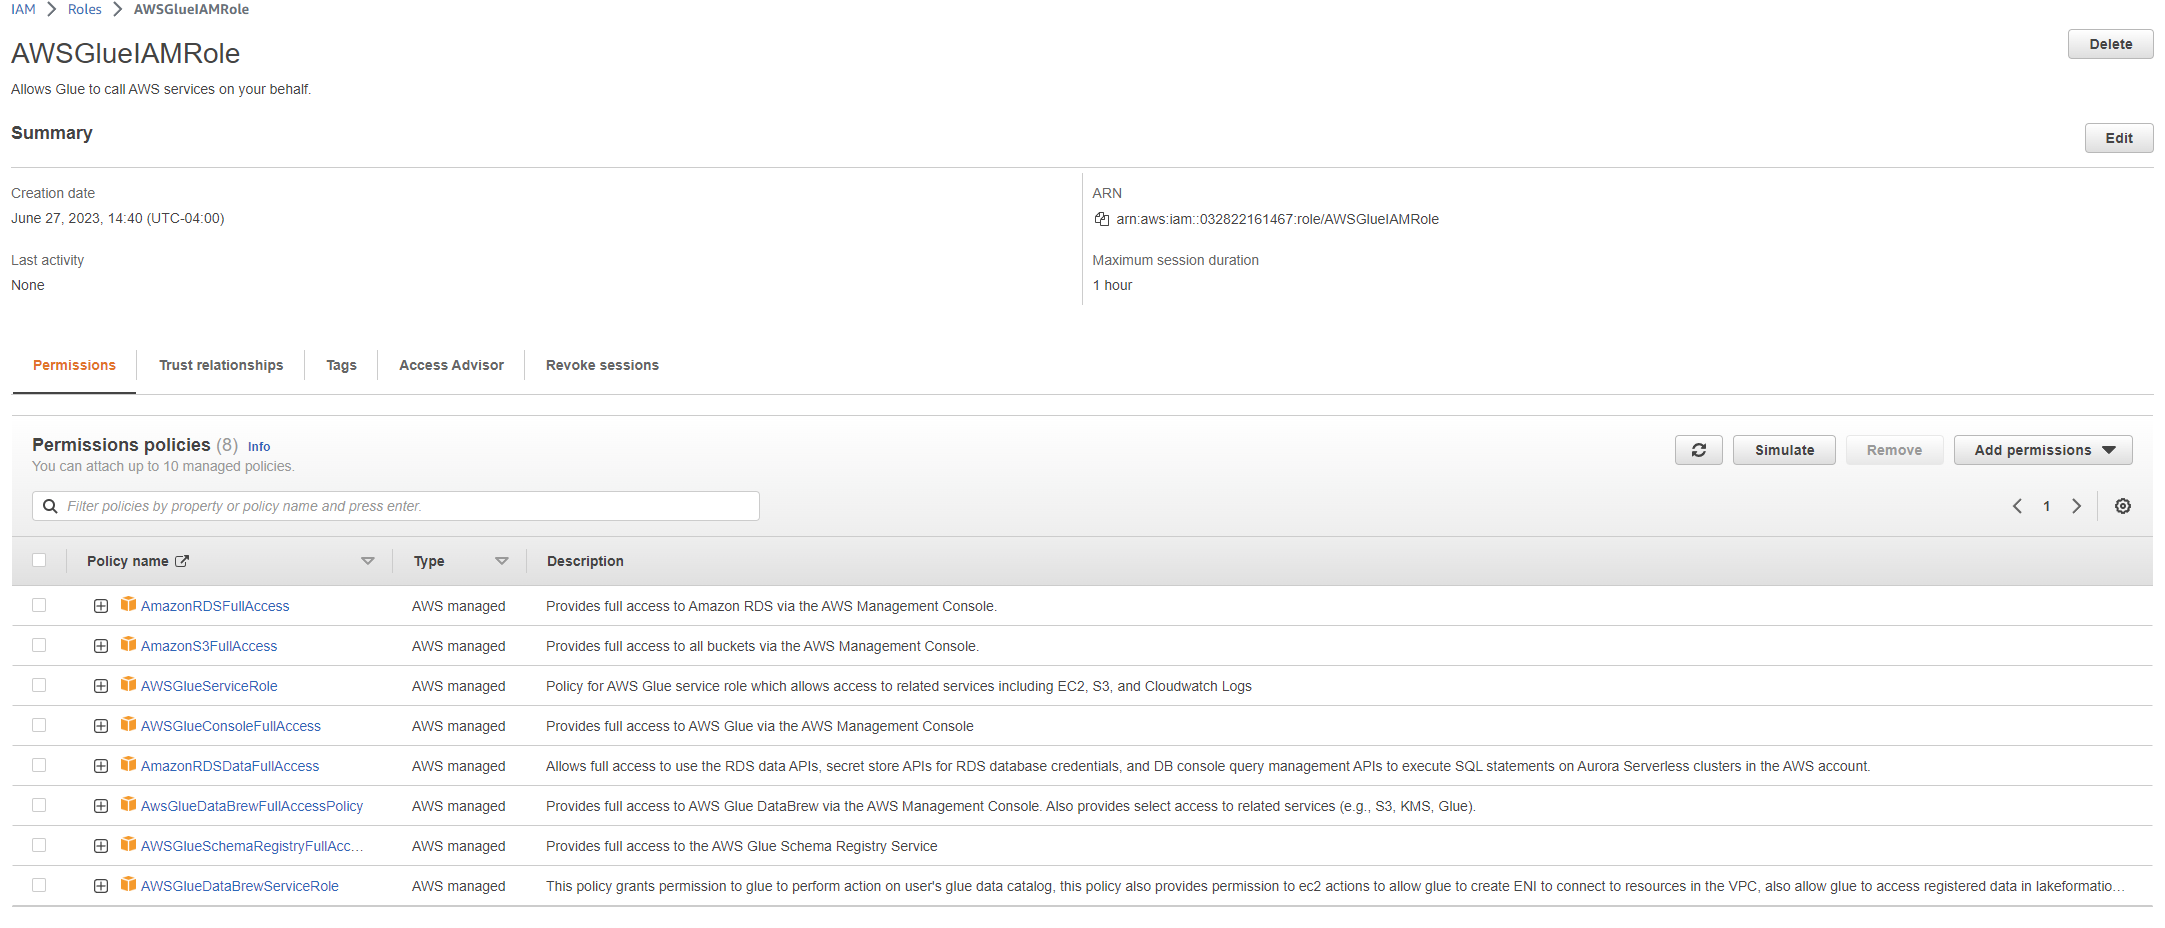 IAM > Roles > AWSGlueIAMRole
AWSGlueIAMRole
Delete
Allows Glue to call AWS services on your behalf.
Summary
Edit
Creation date
June 27, 2023, 14:40 (UTC-04:00)
ARN
arn:aws:iam::032822161467:role/AWSGlueIAMRole
Last activity
None
Maximum session duration
1 hour
Permissions Trust relationships Tags Access Advisor Revoke sessions
Permissions policies (8) Info
You can attach up to 10 managed policies.
Simulate Remove Add permissions
Filter policies by property or policy name and press enter.
1
Policy name Type Description
AmazonRDSFullAccess AWS managed Provides full access to Amazon RDS via the AWS Management Console.
AmazonS3FullAccess AWS managed Provides full access to all buckets via the AWS Management Console.
AWSGlueServiceRole AWS managed Policy for AWS Glue service role which allows access to related services including EC2, S3, and Cloudwatch Logs
AWSGlueConsoleFullAccess AWS managed Provides full access to AWS Glue via the AWS Management Console
AmazonRDSDataFullAccess AWS managed Allows full access to use the RDS data APIs, secret store APIs for RDS database credentials, and DB console query management APIs to execute SQL statements on Aurora Serverless clusters in the AWS account.
AwsGlueDataBrewFullAccessPolicy AWS managed Provides full access to AWS Glue DataBrew via the AWS Management Console. Also provides select access to related services (e.g., S3, KMS, Glue).
AWSGlueSchemaRegistryFullAcc... AWS managed Provides full access to the AWS Glue Schema Registry Service
AWSGlueDataBrewServiceRole AWS managed This policy grants permission to glue to perform action on user's glue data catalog, this policy also provides permission to ec2 actions to allow glue to create ENI to connect to resources in the VPC, also allow glue to access registered data in lakeformatio...